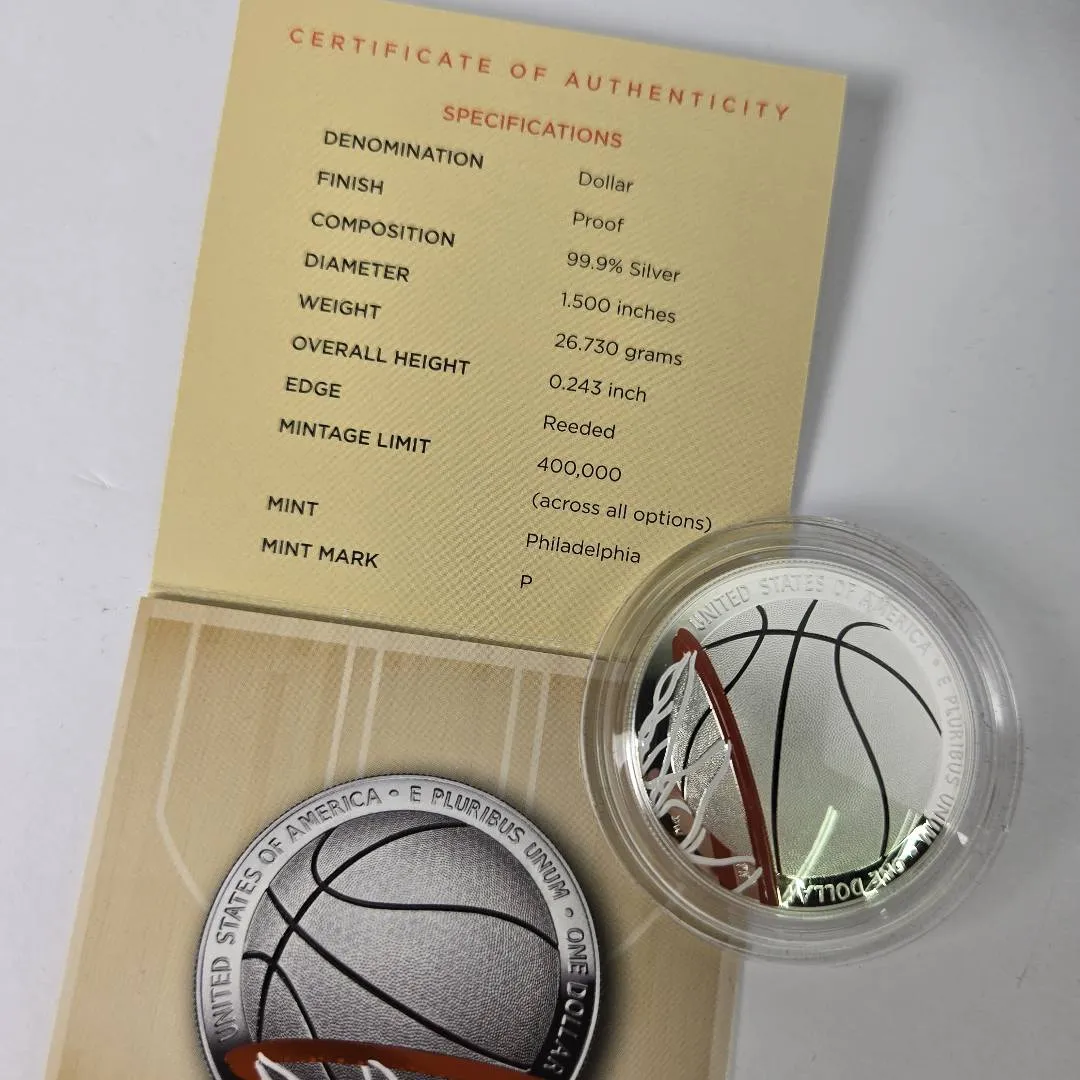 CERTIFICATE OF AUTHENTICITY
SPECIFICATIONS
DENOMINATION Dollar
FINISH Proof
COMPOSITION 99.9% Silver
DIAMETER 1.500 inches
WEIGHT 26.730 grams
OVERALL HEIGHT 0.243 inch
EDGE Reeded
MINTAGE LIMIT 400,000
(across all options)
MINT Philadelphia
MINT MARK P
UNITED STATES OF AMERICA • E PLURIBUS UNUM • ONE DOLLAR
UNITED STATES OF AMERICA • E PLURIBUS UNUM • ONE DOLLAR